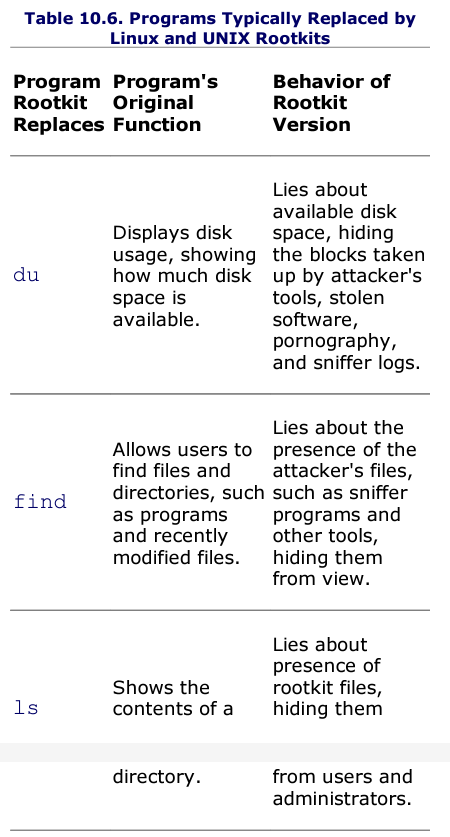 Table 10.6. Programs Typically Replaced by
Linux and UNIX Rootkits
Program
Rootkit
Replaces
Program's
Original
Function
Behavior of
Rootkit
Version
du
Displays disk
usage, showing
how much disk
space is
available.
Lies about
available disk
space, hiding
the blocks taken
up by attacker's
tools, stolen
software,
pornography,
and sniffer logs.
find
Allows users to
find files and
directories, such
as programs
and recently
modified files.
Lies about the
presence of the
attacker's files,
such as sniffer
programs and
other tools,
hiding them
from view.
ls
Shows the
contents of a
directory.
Lies about
presence of
rootkit files,
hiding them
from users and
administrators.